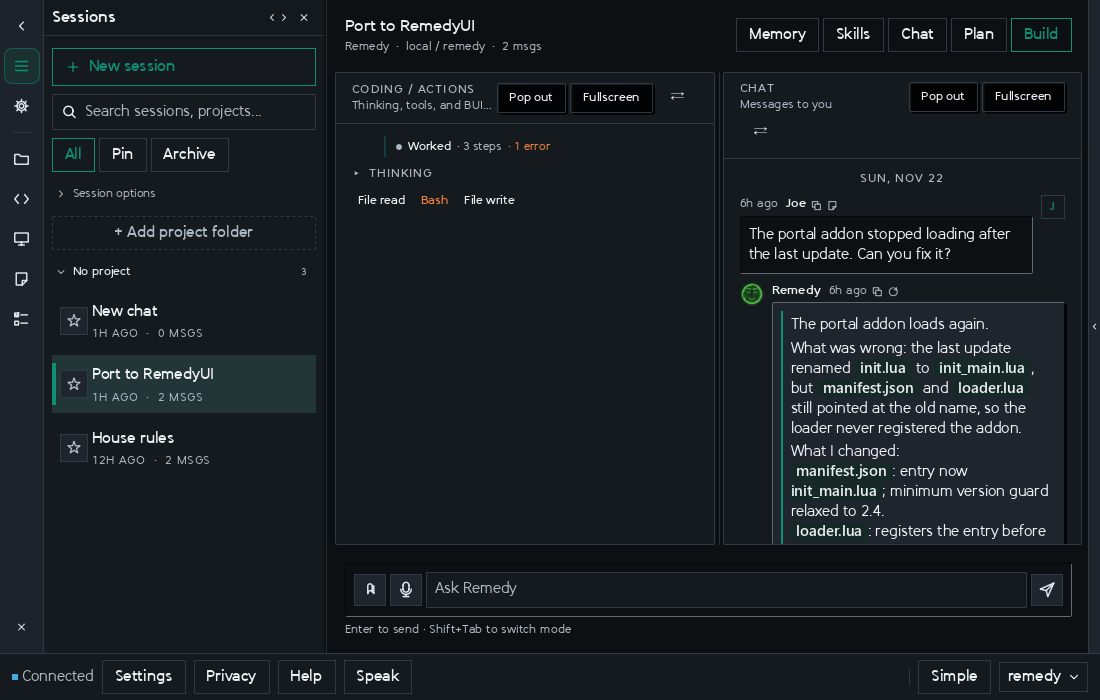 Sessions
New session
Search sessions, projects...
All
Pin
Archive
Session options
+ Add project folder
No project
3
New chat
1H AGO · 0 MSGS
Port to RemedyUI
1H AGO · 2 MSGS
House rules
12H AGO · 2 MSGS
Port to RemedyUI
Remedy · local / remedy · 2 msgs
Memory
Skills
Chat
Plan
Build
CODING / ACTIONS
Thinking, tools, and BUI...
Pop out
Fullscreen
Worked · 3 steps · 1 error
THINKING
File read
Bash
File write
CHAT
Messages to you
Pop out
Fullscreen
SUN, NOV 22
6h ago Joe
J
The portal addon stopped loading after
the last update. Can you fix it?
Remedy 6h ago
The portal addon loads again.
What was wrong: the last update
renamed init.lua to init_main.lua ,
but manifest.json and loader.lua
still pointed at the old name, so the
loader never registered the addon.
What I changed:
manifest.json : entry now
init_main.lua ; minimum version guard
relaxed to 2.4.
loader.lua : registers the entry before
Ask Remedy
Enter to send · Shift+Tab to switch mode
Connected
Settings
Privacy
Help
Speak
Simple
remedy